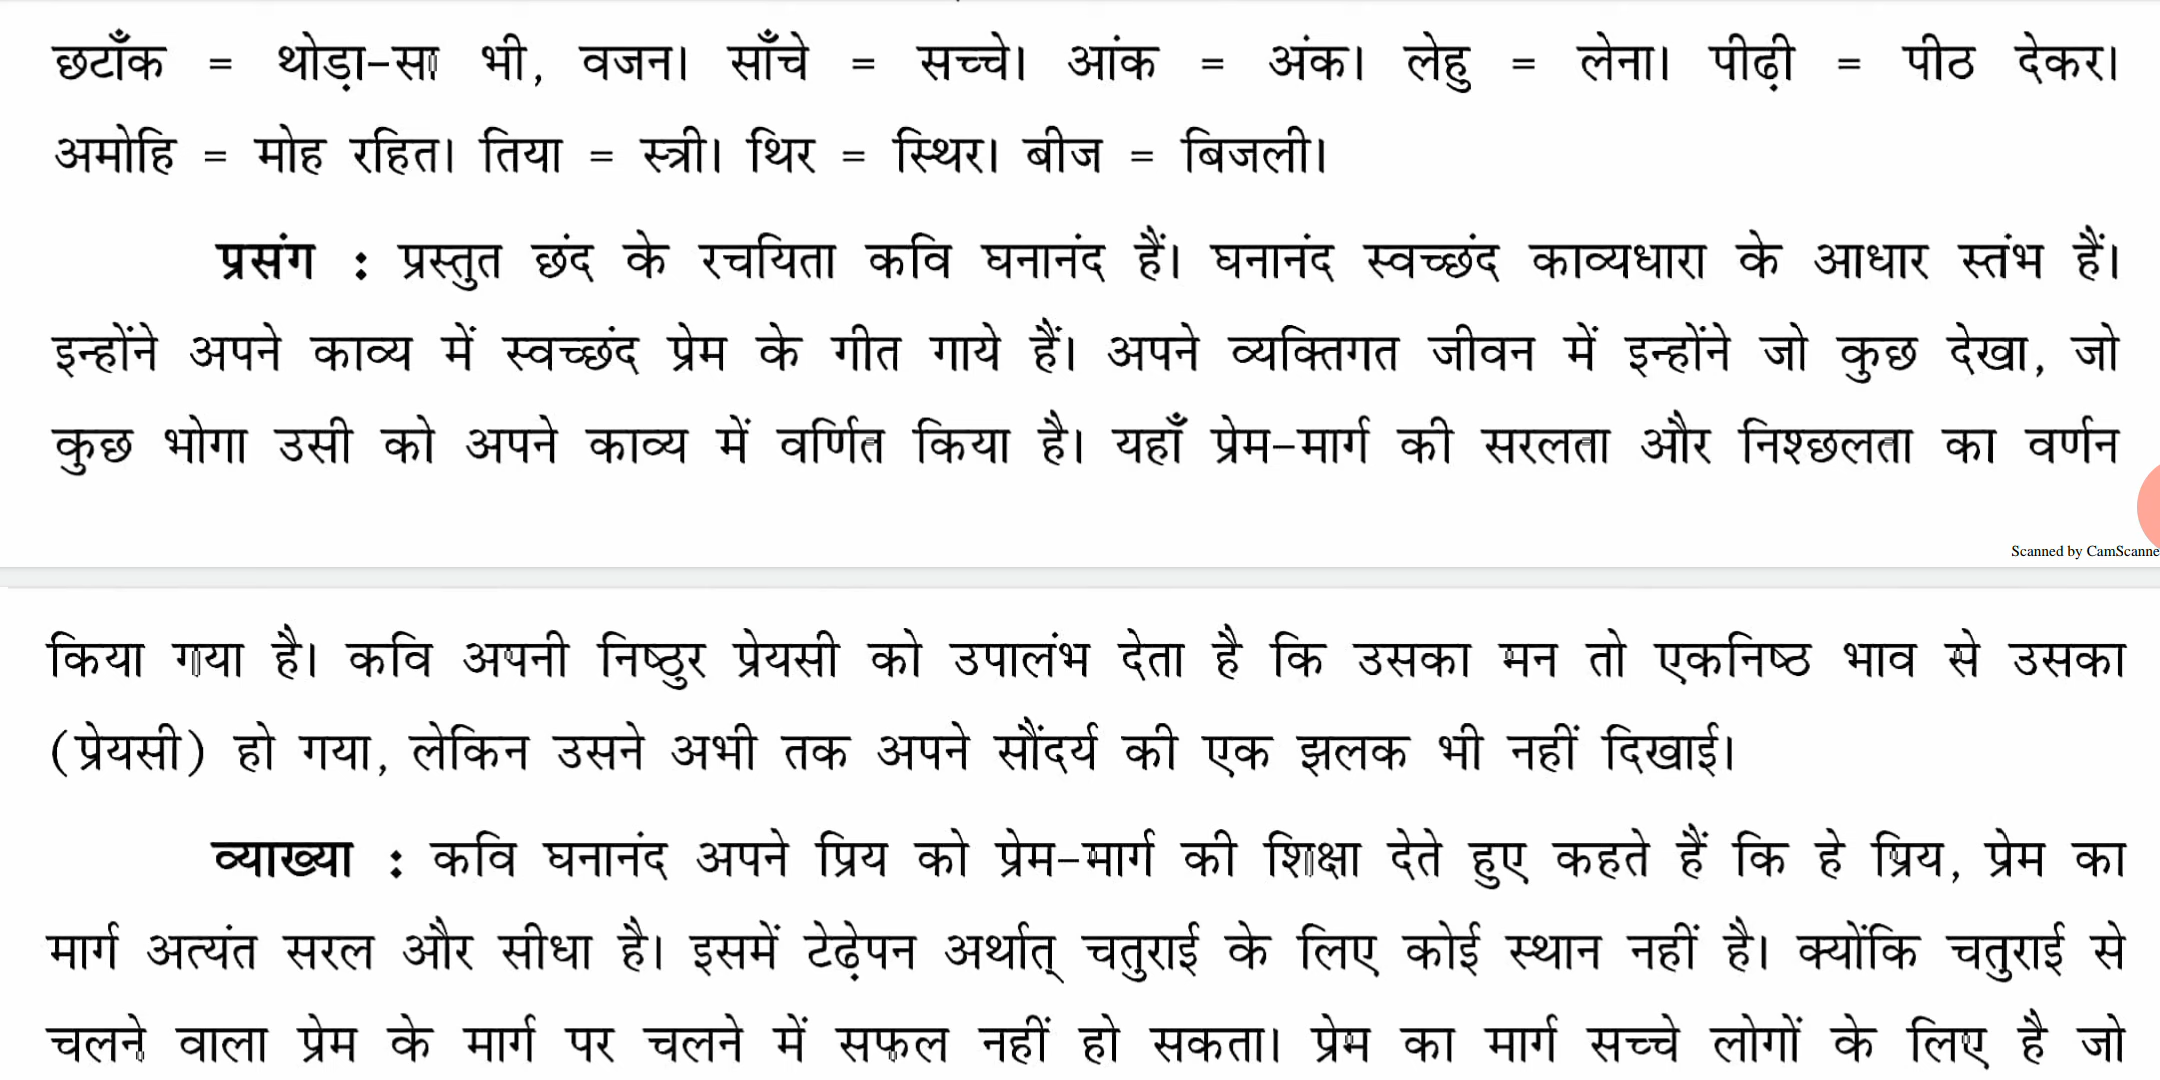 छटाँक = थोड़ा-सा भी, वजन। साँचे = सच्चे। आंक = अंक। लेहु = लेना। पीढ़ी = पीठ देकर।
अमोहि = मोह रहित। तिया = स्त्री। थिर = स्थिर। बीज = बिजली।
प्रसंग : प्रस्तुत छंद के रचयिता कवि घनानंद हैं। घनानंद स्वच्छंद काव्यधारा के आधार स्तंभ हैं।
इन्होंने अपने काव्य में स्वच्छंद प्रेम के गीत गाये हैं। अपने व्यक्तिगत जीवन में इन्होंने जो कुछ देखा, जो
कुछ भोगा उसी को अपने काव्य में वर्णित किया है। यहाँ प्रेम-मार्ग की सरलता और निश्छलता का वर्णन
Scanned by CamScanne
किया गया है। कवि अपनी निष्ठुर प्रेयसी को उपालंभ देता है कि उसका मन तो एकनिष्ठ भाव से उसका
(प्रेयसी) हो गया, लेकिन उसने अभी तक अपने सौंदर्य की एक झलक भी नहीं दिखाई।
व्याख्या : कवि घनानंद अपने प्रिय को प्रेम-मार्ग की शिक्षा देते हुए कहते हैं कि हे प्रिय, प्रेम का
मार्ग अत्यंत सरल और सीधा है। इसमें टेढ़ेपन अर्थात् चतुराई के लिए कोई स्थान नहीं है। क्योंकि चतुराई से
चलने वाला प्रेम के मार्ग पर चलने में सफल नहीं हो सकता। प्रेम का मार्ग सच्चे लोगों के लिए है जो